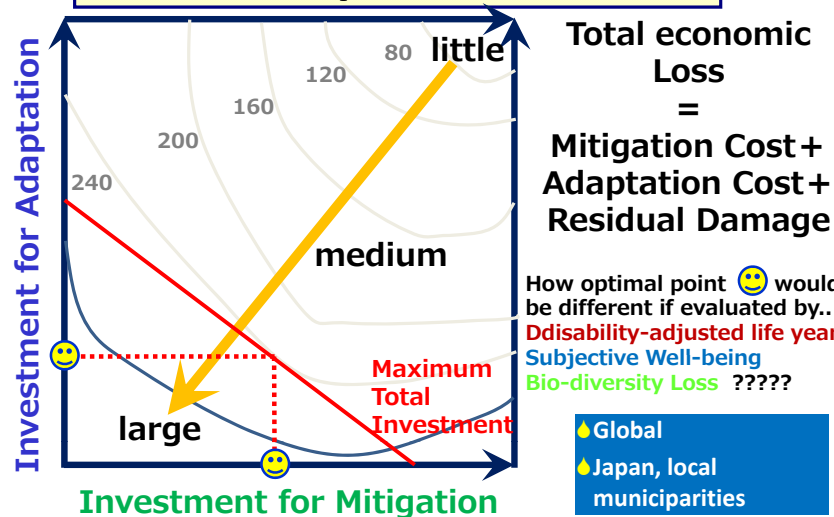 Investment for Adaptation
little
80
120
160
200
240
medium
large
Maximum
Total
Investment
Investment for Mitigation
Total economic
Loss
=
Mitigation Cost+
Adaptation Cost+
Residual Damage
How optimal point would
be different if evaluated by..
Ddisability-adjusted life year
Subjective Well-being
Bio-diversity Loss ?????
Global
Japan, local
municiparities